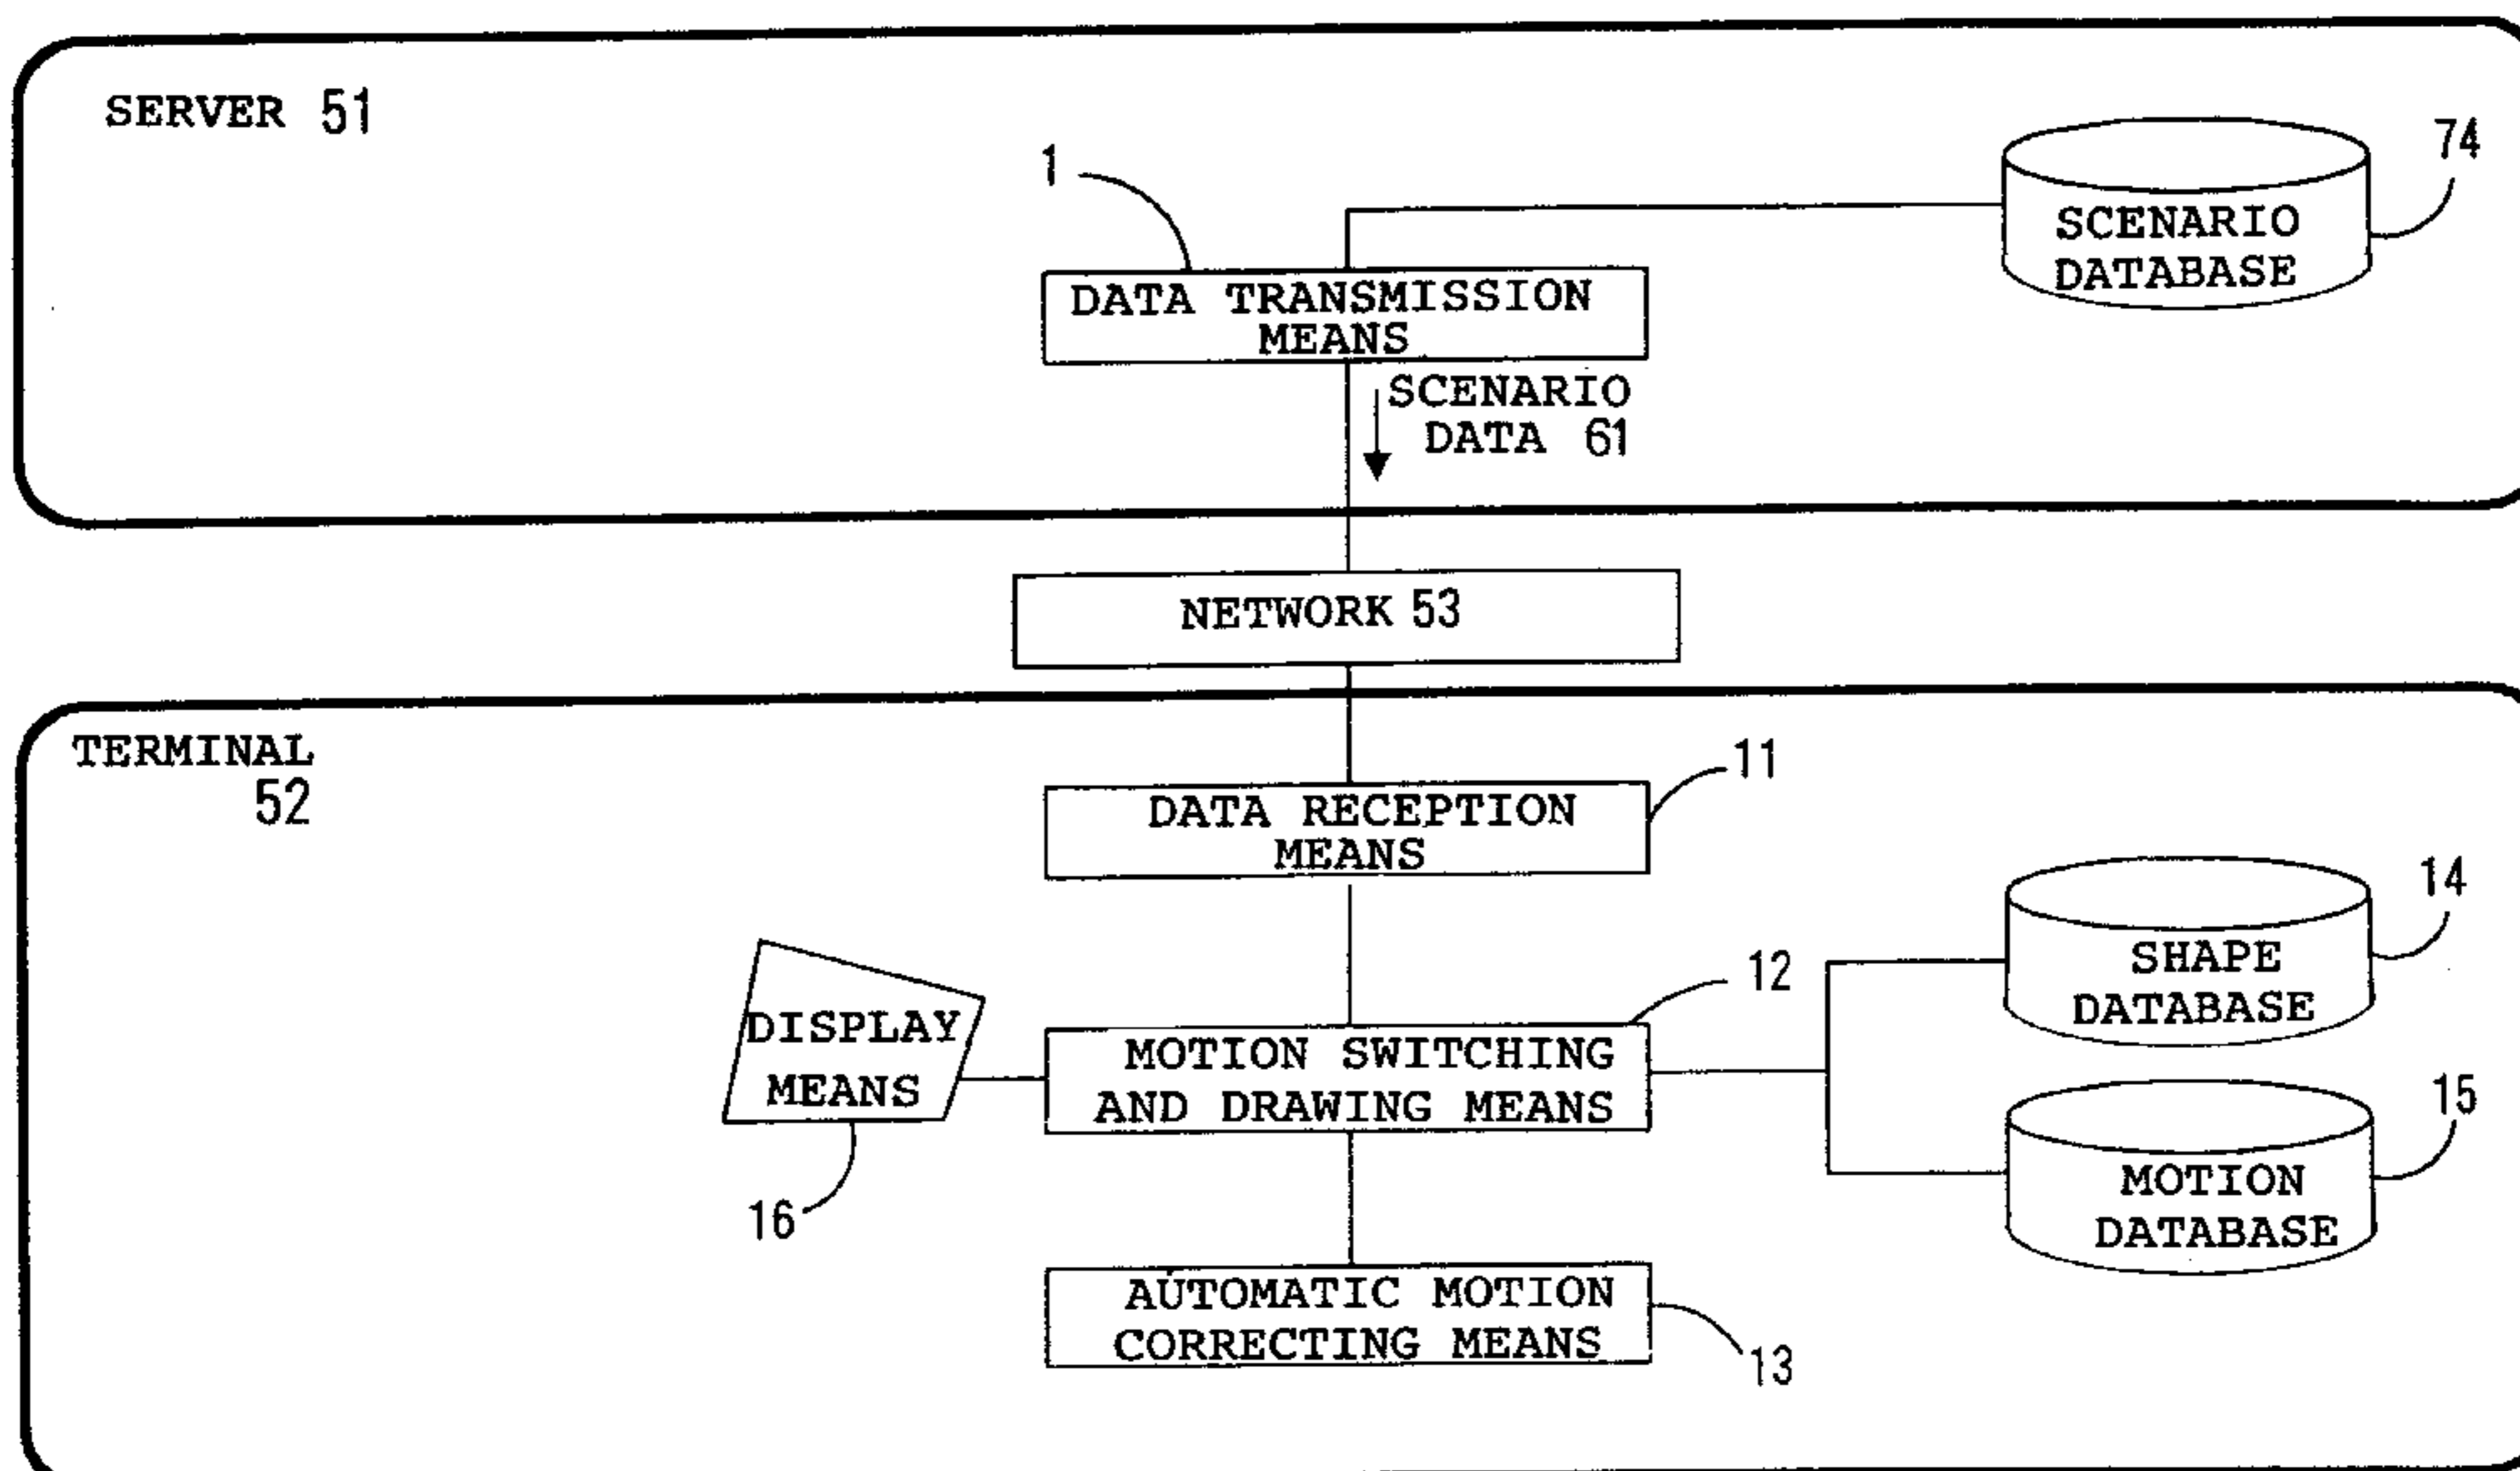 SERVER 51
1
74
SCENARIO
DATABASE
DATA TRANSMISSION
MEANS
SCENARIO
DATA 61
NETWORK 53
TERMINAL
52
11
DATA RECEPTION
MEANS
14
SHAPE
DATABASE
12
DISPLAY
MEANS
MOTION SWITCHING
AND DRAWING MEANS
15
MOTION
DATABASE
16
AUTOMATIC MOTION
CORRECTING MEANS
13